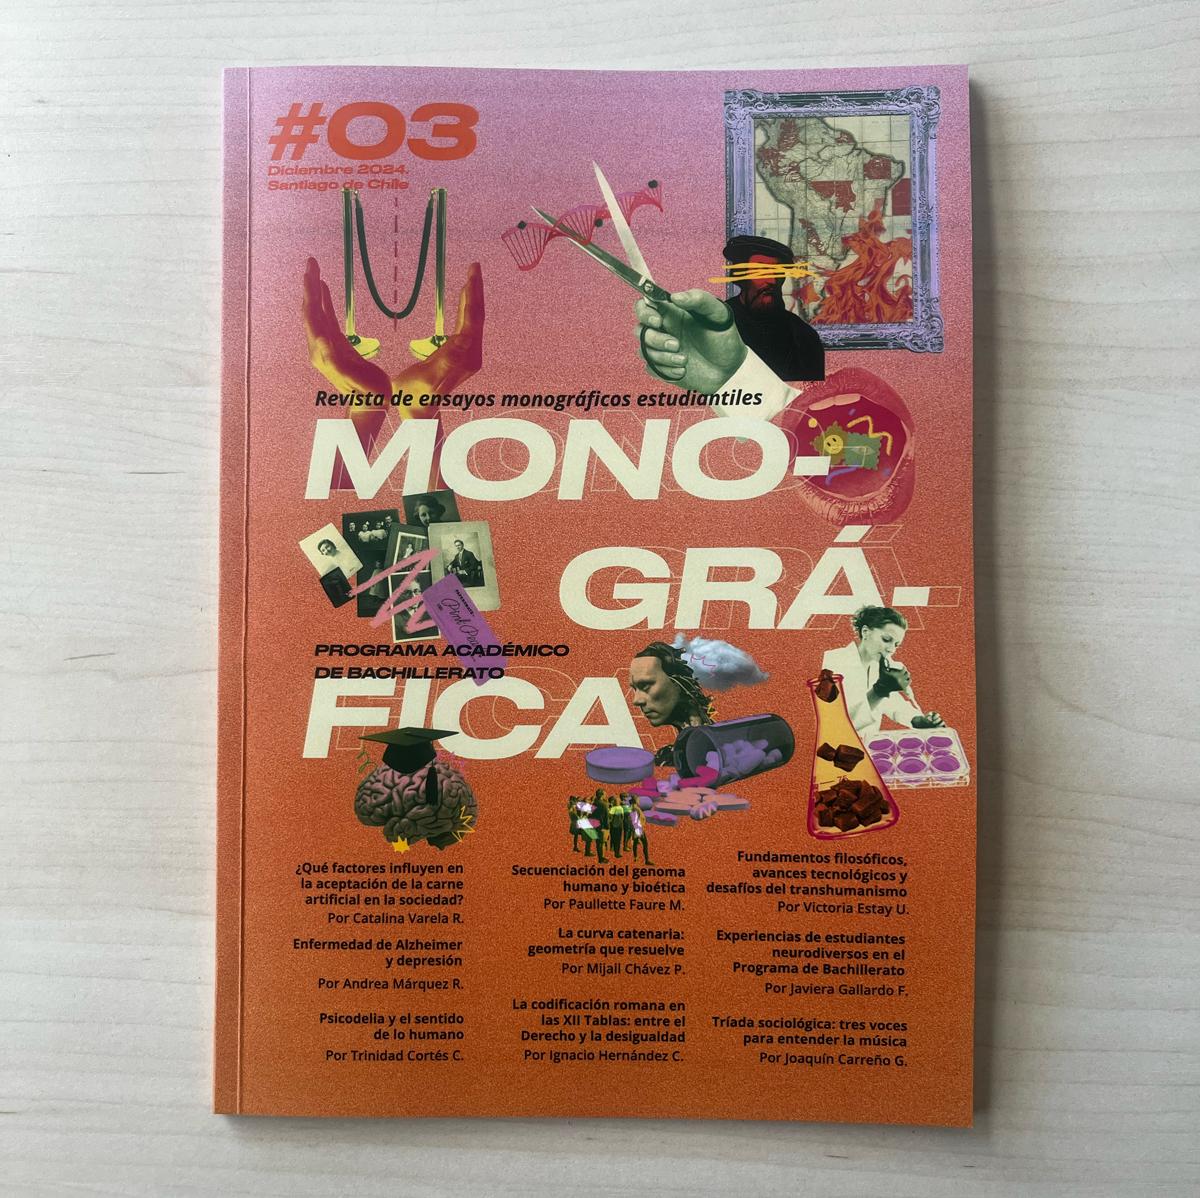 #03
Diciembre 2024.
Santiago de Chile
Revista de ensayos monográficos estudiantiles
MONO-
GRÁ-
PROGRAMA ACADÉMICO
DE BACHILLERATO
FICA
¿Qué factores influyen en
la aceptación de la carne
artificial en la sociedad?
Por Catalina Varela R.
Enfermedad de Alzheimer
y depresión
Por Andrea Márquez R.
Psicodelia y el sentido
de lo humano
Por Trinidad Cortés C.
Secuenciación del genoma
humano y bioética
Por Paullette Faure M.
La curva catenaria:
geometría que resuelve
Por Mijall Chávez P.
La codificación romana en
las XII Tablas: entre el
Derecho y la desigualdad
Por Ignacio Hernández C.
Fundamentos filosóficos,
avances tecnológicos y
desafíos del transhumanismo
Por Victoria Estay U.
Experiencias de estudiantes
neurodiversos en el
Programa de Bachillerato
Por Javiera Gallardo F.
Tríada sociológica: tres voces
para entender la música
Por Joaquín Carreño G.